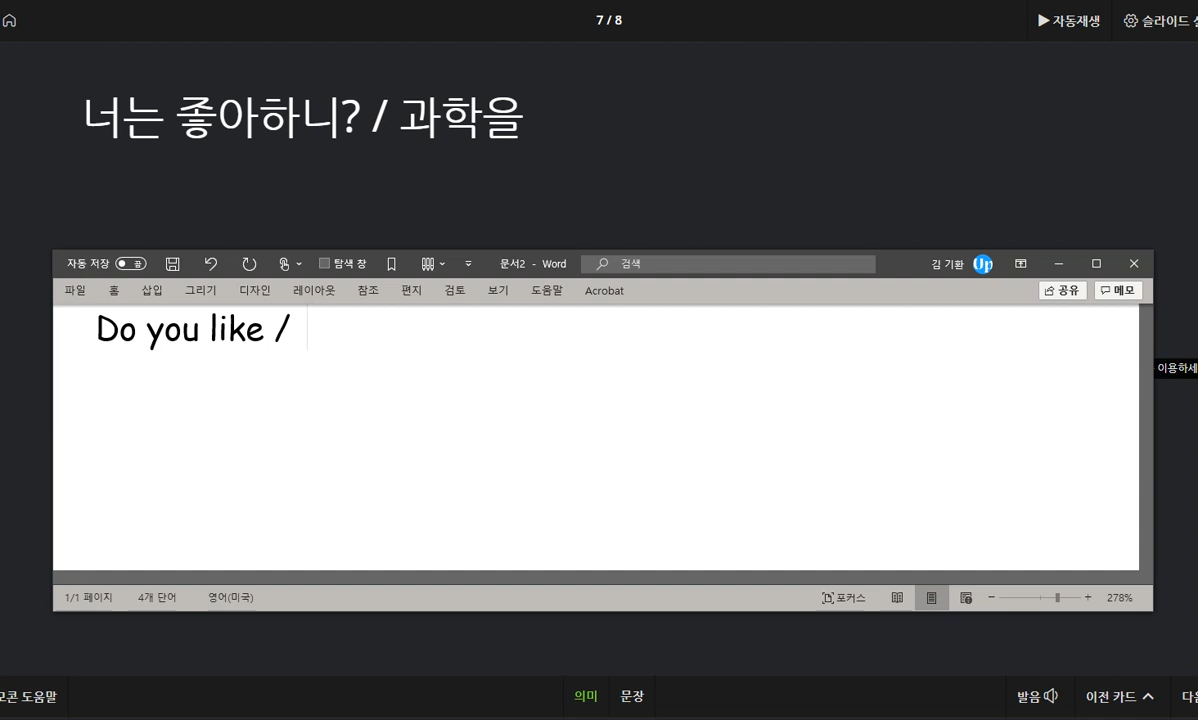 7 / 8
자동재생
슬라이드
너는 좋아하니? / 과학을
자동 저장 끔
탐색 창
문서2 - Word
검색
김 기환
Up
파일 홈 삽입 그리기 디자인 레이아웃 참조 편지 검토 보기 도움말 Acrobat
공유
메모
Do you like /
이용하세
1/1 페이지 4개 단어 영어(미국)
포커스
278%
도움말
의미
문장
발음
이전 카드